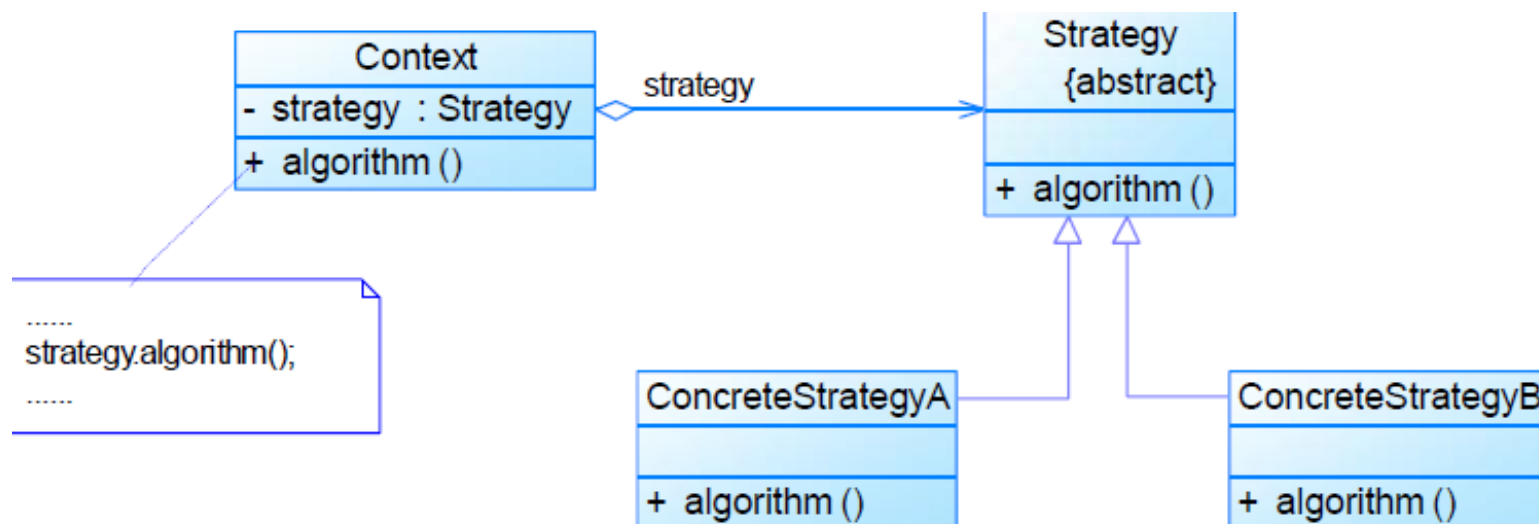 Context
- strategy : Strategy
+ algorithm ()
strategy
Strategy
{abstract}
+ algorithm ()
......
strategy.algorithm();
......
ConcreteStrategyA
+ algorithm ()
ConcreteStrategyB
+ algorithm ()